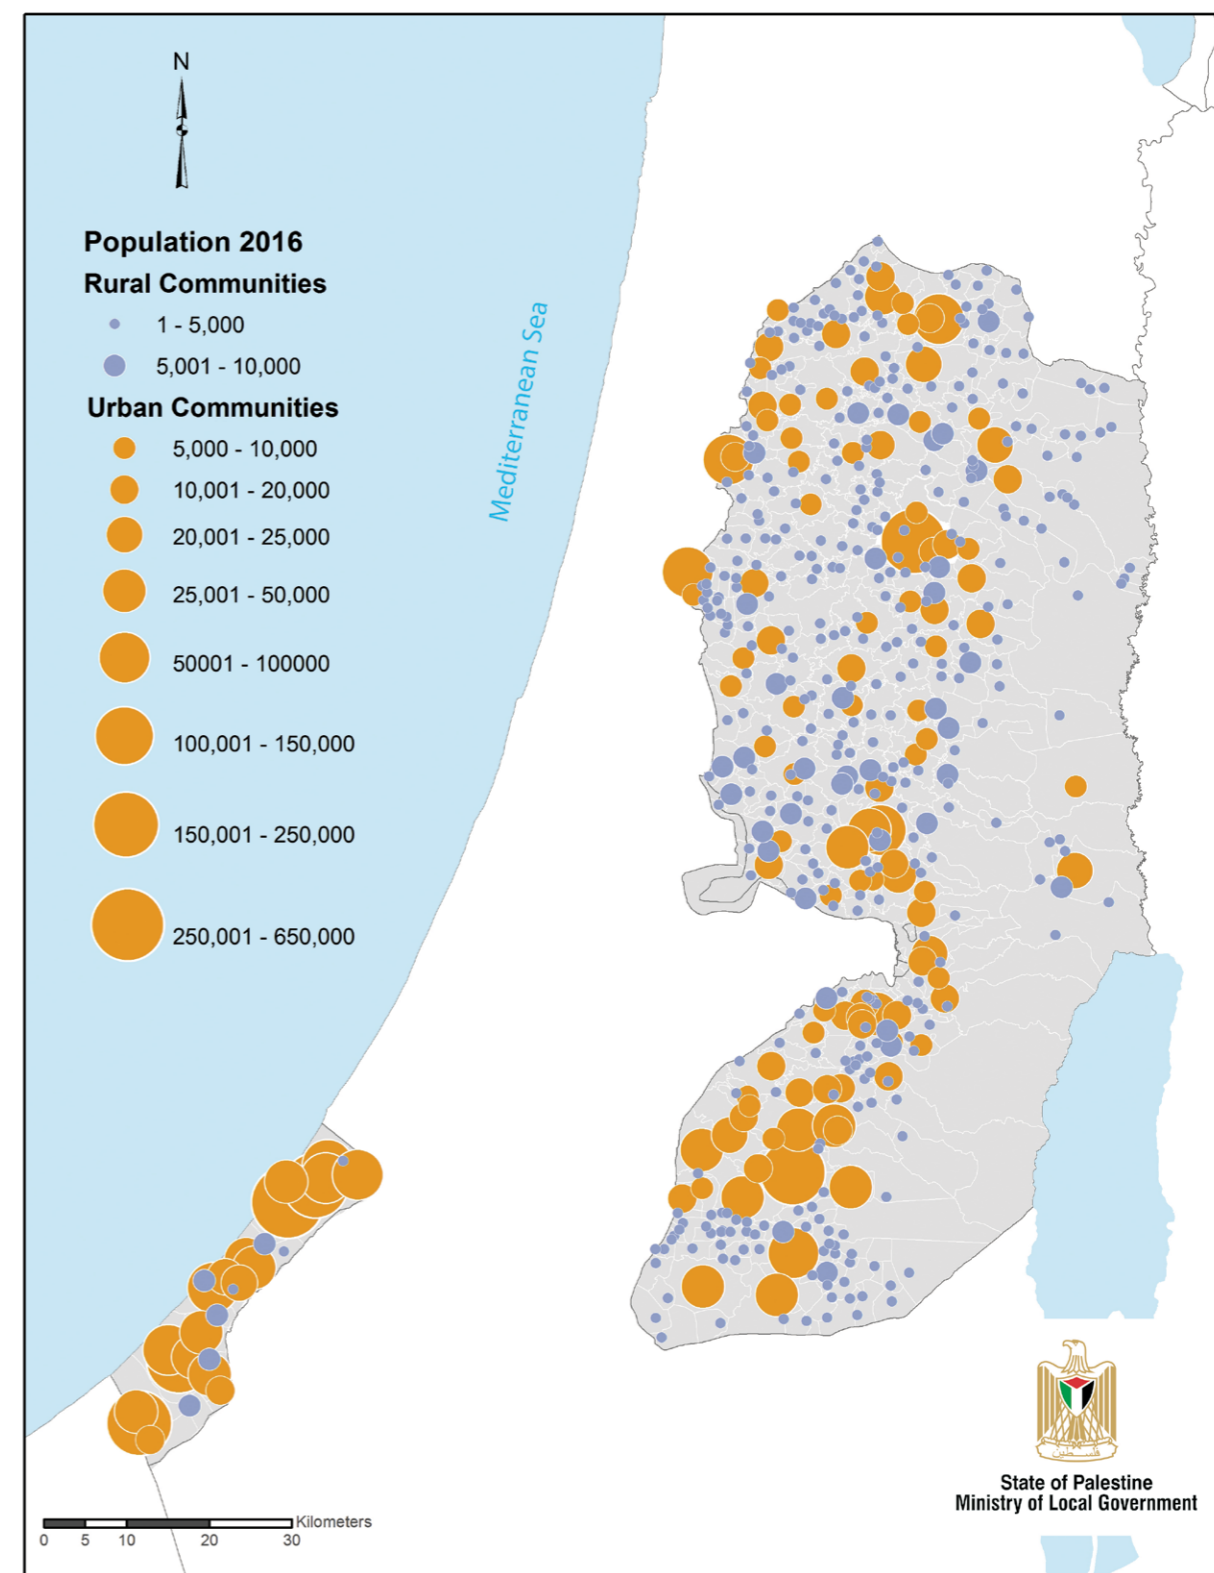 N
Population 2016
Rural Communities
1 - 5,000
5,001 - 10,000
Urban Communities
5,000 - 10,000
10,001 - 20,000
20,001 - 25,000
25,001 - 50,000
50001 - 100000
100,001 - 150,000
150,001 - 250,000
250,001 - 650,000
Mediterranean Sea
Kilometers
0 5 10 20 30
فلسطين
State of Palestine
Ministry of Local Government